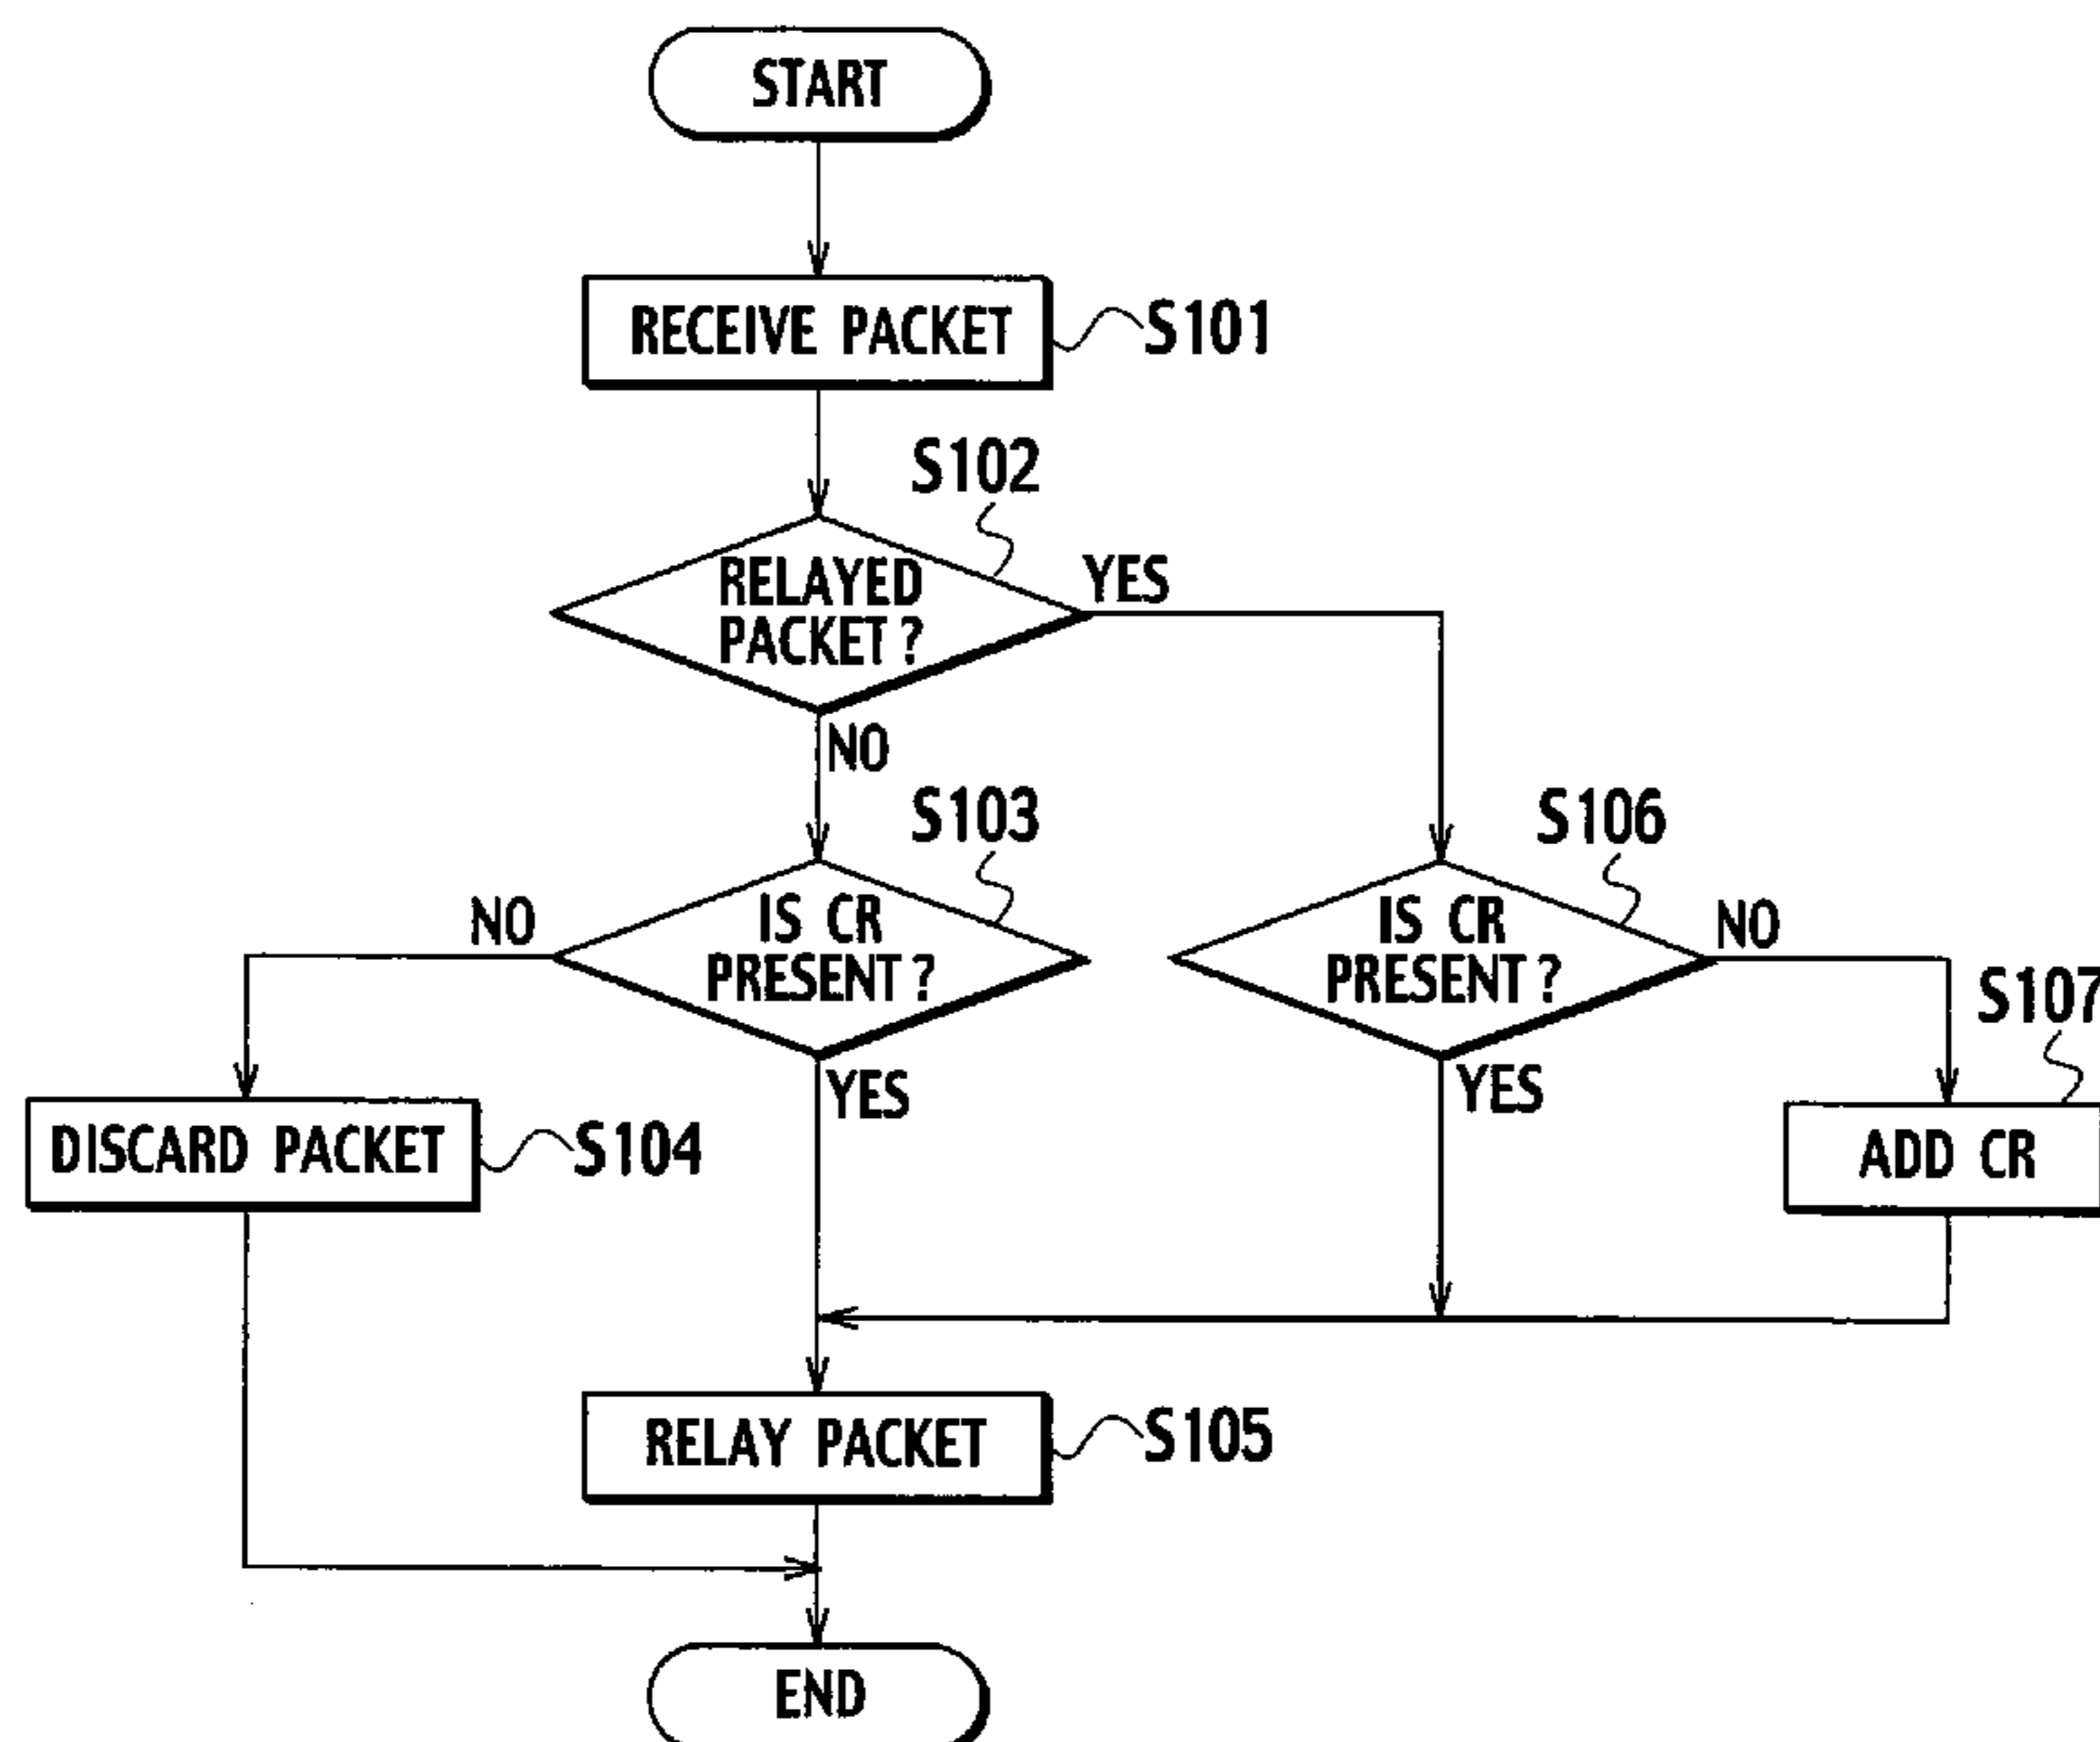 START
RECEIVE PACKET
S101
S102
RELAYED
PACKET?
YES
NO
S103
S106
NO
IS CR
PRESENT?
IS CR
PRESENT?
NO
S107
YES
YES
DISCARD PACKET
S104
ADD CR
RELAY PACKET
S105
END